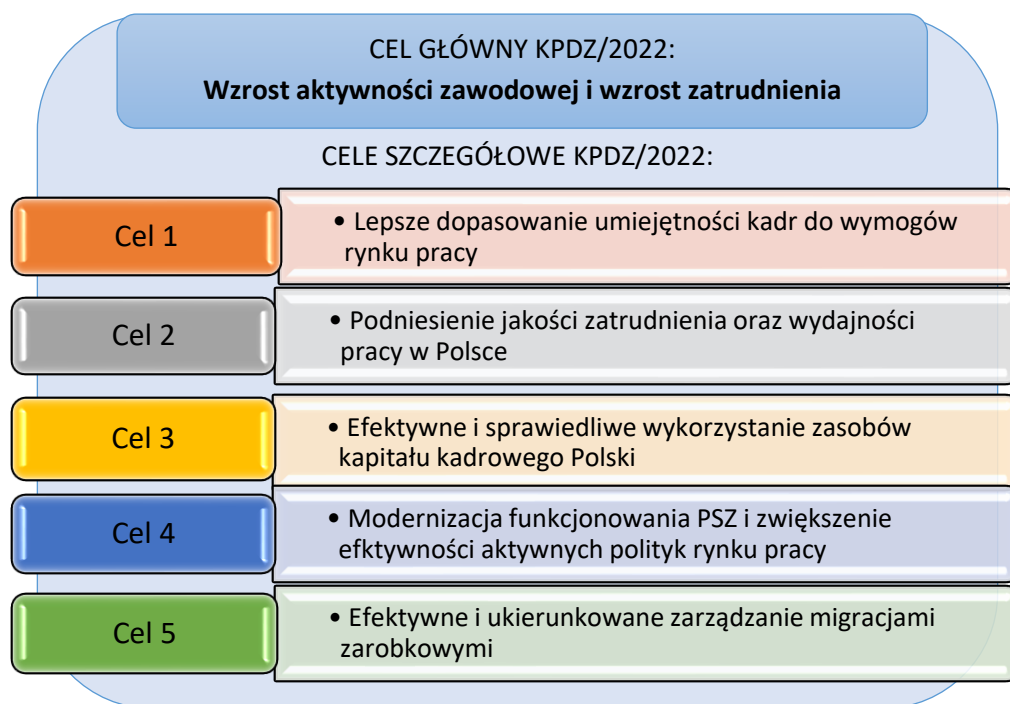 CEL GŁÓWNY KPDZ/2022:
Wzrost aktywności zawodowej i wzrost zatrudnienia
CELE SZCZEGÓŁOWE KPDZ/2022:
Cel 1
• Lepsze dopasowanie umiejętności kadr do wymogów
rynku pracy
Cel 2
• Podniesienie jakości zatrudnienia oraz wydajności
pracy w Polsce
Cel 3
• Efektywne i sprawiedliwe wykorzystanie zasobów
kapitału kadrowego Polski
Cel 4
• Modernizacja funkcjonowania PSZ i zwiększenie
efktywności aktywnych polityk rynku pracy
Cel 5
• Efektywne i ukierunkowane zarządzanie migracjami
zarobkowymi